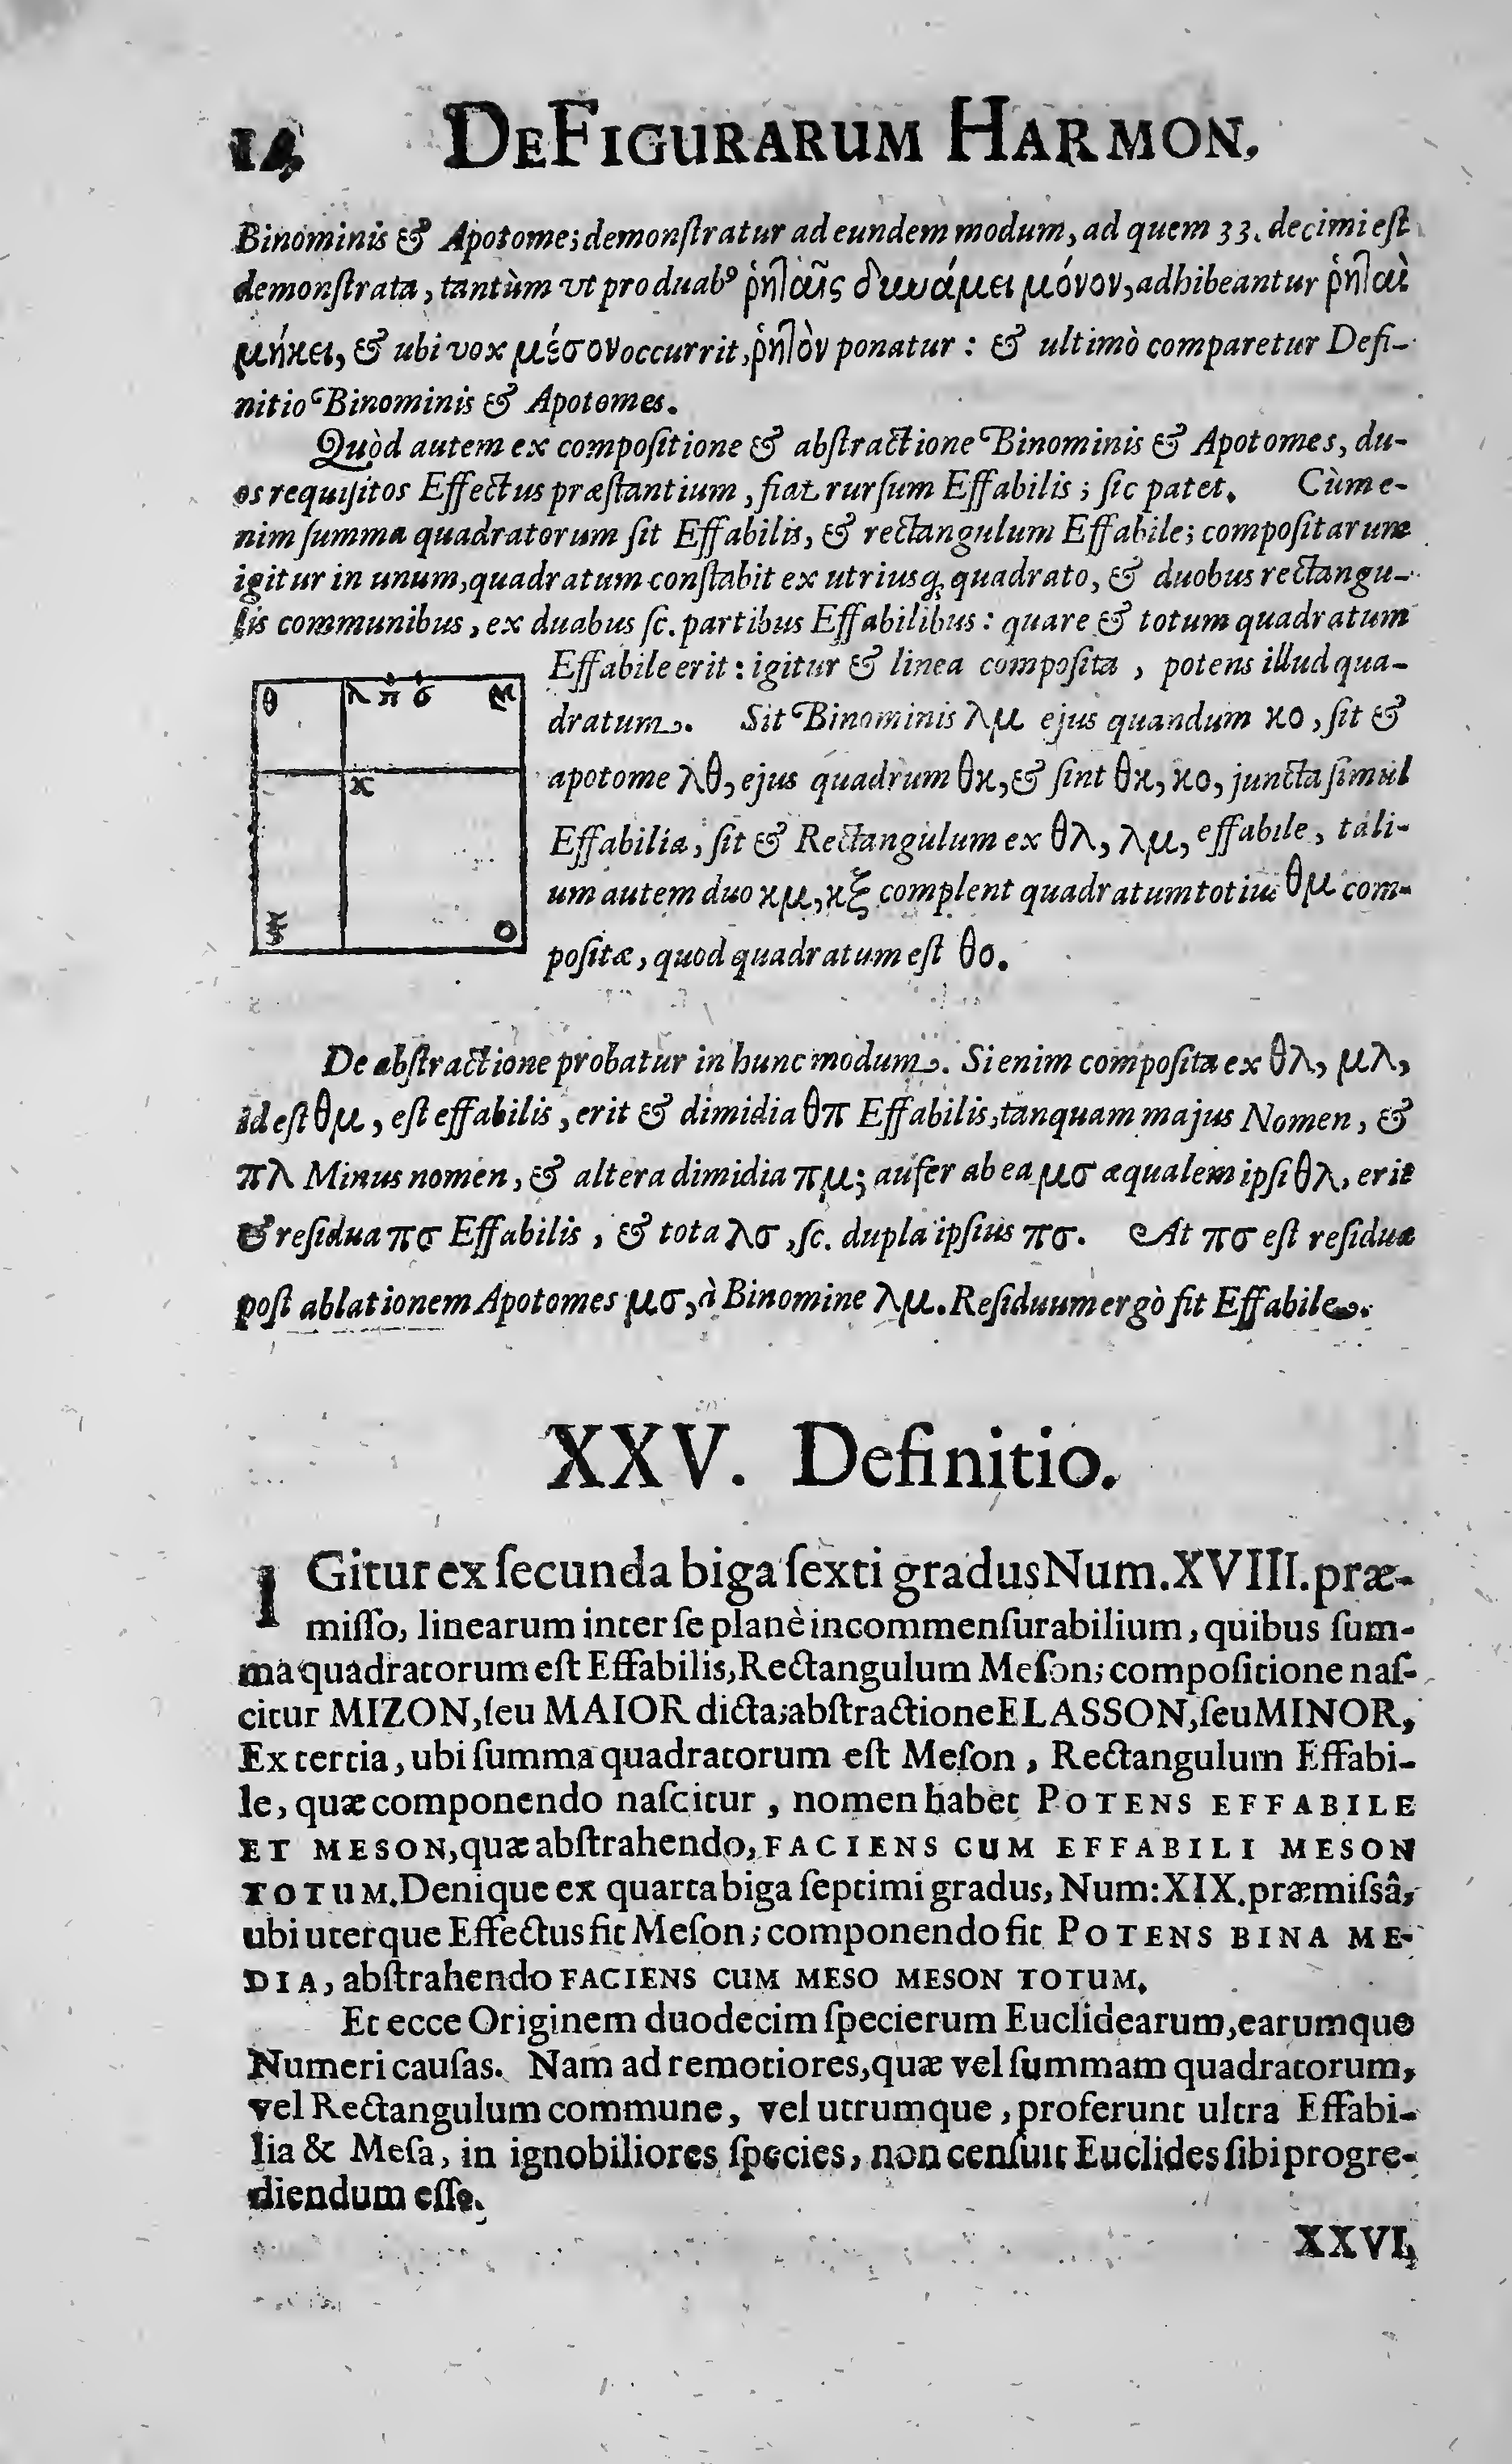 14 DE FIGURARUM HARMON.
Binominis & Apotome; demonſtratur ad eundem modum, ad quem 33. decimi eſt
demonſtrata, tantùm ut pro duabꝰ ῥηταῖς δυνάμει μόνον, adhibeantur ῥηταὶ
μήκει, & ubi vox μέσον occurrit, ῥητὸν ponatur: & ultimò comparetur Defi-
nitio Binominis & Apotomes.
Quòd autem ex compoſitione & abſtractione Binominis & Apotomes, du-
os requiſitos Effectus præſtantium, fiat rurſum Effabilis; ſic patet. Cùm e-
nim ſumma quadratorum ſit Effabilis, & rectangulum Effabile; compoſitarum
igitur in unum, quadratum conſtabit ex utriusq; quadrato, & duobus rectangu-
lis communibus, ex duabus ſc. partibus Effabilibus: quare & totum quadratum
Effabile erit: igitur & linea compoſita, potens illud qua-
dratum. Sit Binominis λμ ejus quandum κο, ſit &
apotome λθ, ejus quadrum θκ, & ſint θκ, κο, juncta ſimul
Effabilia, ſit & Rectangulum ex θλ, λμ, effabile, tali-
um autem duo κμ, κξ complent quadratum totius θμ com-
poſitæ, quod quadratum eſt θο.
θ λ π σ μ
κ
ξ ο
De abſtractione probatur in hunc modum. Si enim compoſita ex θλ, μλ,
id eſt θμ, eſt effabilis, erit & dimidia θπ Effabilis, tanquam majus Nomen, &
πλ Minus nomen, & altera dimidia πμ; aufer ab ea μσ æqualem ipſi θλ, erit
& reſidua πσ Effabilis, & tota λσ, ſc. dupla ipſius πσ. At πσ eſt reſidua
poſt ablationem Apotomes μσ, à Binomine λμ. Reſiduum ergò fit Effabile.
XXV. Definitio.
IGitur ex ſecunda biga ſexti gradus Num. XVIII. præ-
miſſo, linearum inter ſe planè incommenſurabilium, quibus ſum-
ma quadratorum eſt Effabilis, Rectangulum Meſon; compoſitione naſ-
citur MIZON, ſeu MAIOR dicta; abſtractione ELASSON, ſeu MINOR,
Ex tertia, ubi ſumma quadratorum eſt Meſon, Rectangulum Effabi-
le, quæ componendo naſcitur, nomen habet POTENS EFFABILE
ET MESON, quæ abſtrahendo, FACIENS CUM EFFABILI MESON
TOTUM. Denique ex quarta biga ſeptimi gradus, Num: XIX. præmiſsâ,
ubi uterque Effectus fit Meſon; componendo fit POTENS BINA ME-
DIA, abſtrahendo FACIENS CUM MESO MESON TOTUM.
Et ecce Originem duodecim ſpecierum Euclidearum, earumque
Numeri cauſas. Nam ad remotiores, quæ vel ſummam quadratorum,
vel Rectangulum commune, vel utrumque, proferunt ultra Effabi-
lia & Meſa, in ignobiliores ſpecies, non cenſuit Euclides ſibi progre-
diendum eſſe.
XXVI.